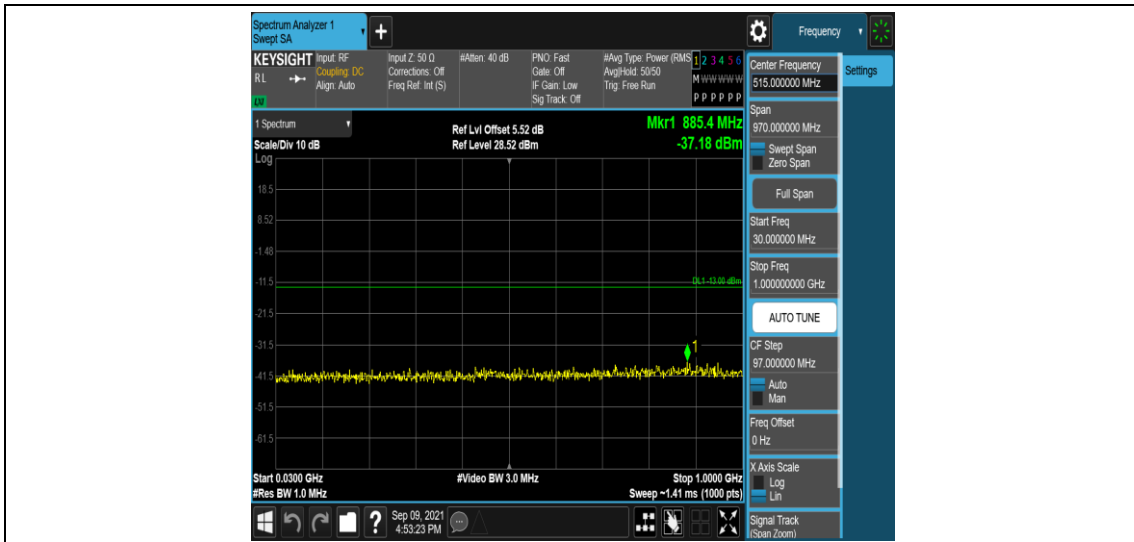 Spectrum Analyzer 1
Swept SA
+
Frequency
KEYSIGHT
RL
LXI
Input: RF
Coupling: DC
Align: Auto
Input Z: 50 Ω
Corrections: Off
Freq Ref: Int (S)
#Atten: 40 dB
PNO: Fast
Gate: Off
IF Gain: Low
Sig Track: Off
#Avg Type: Power (RMS
Avg|Hold: 50/50
Trig: Free Run
1 2 3 4 5 6
M W W W W W
P P P P P P
Center Frequency
515.000000 MHz
Settings
1 Spectrum
Scale/Div 10 dB
Ref Lvl Offset 5.52 dB
Ref Level 28.52 dBm
Mkr1 885.4 MHz
-37.18 dBm
Log
18.5
8.52
-1.48
-11.5
DL1 -13.00 dBm
-21.5
-31.5
1
-41.5
-51.5
-61.5
Start 0.0300 GHz
#Res BW 1.0 MHz
#Video BW 3.0 MHz
Stop 1.0000 GHz
Sweep ~1.41 ms (1000 pts)
Span
970.000000 MHz
Swept Span
Zero Span
Full Span
Start Freq
30.000000 MHz
Stop Freq
1.000000000 GHz
AUTO TUNE
CF Step
97.000000 MHz
Auto
Man
Freq Offset
0 Hz
X Axis Scale
Log
Lin
Signal Track
(Span Zoom)
?
Sep 09, 2021
4:53:23 PM